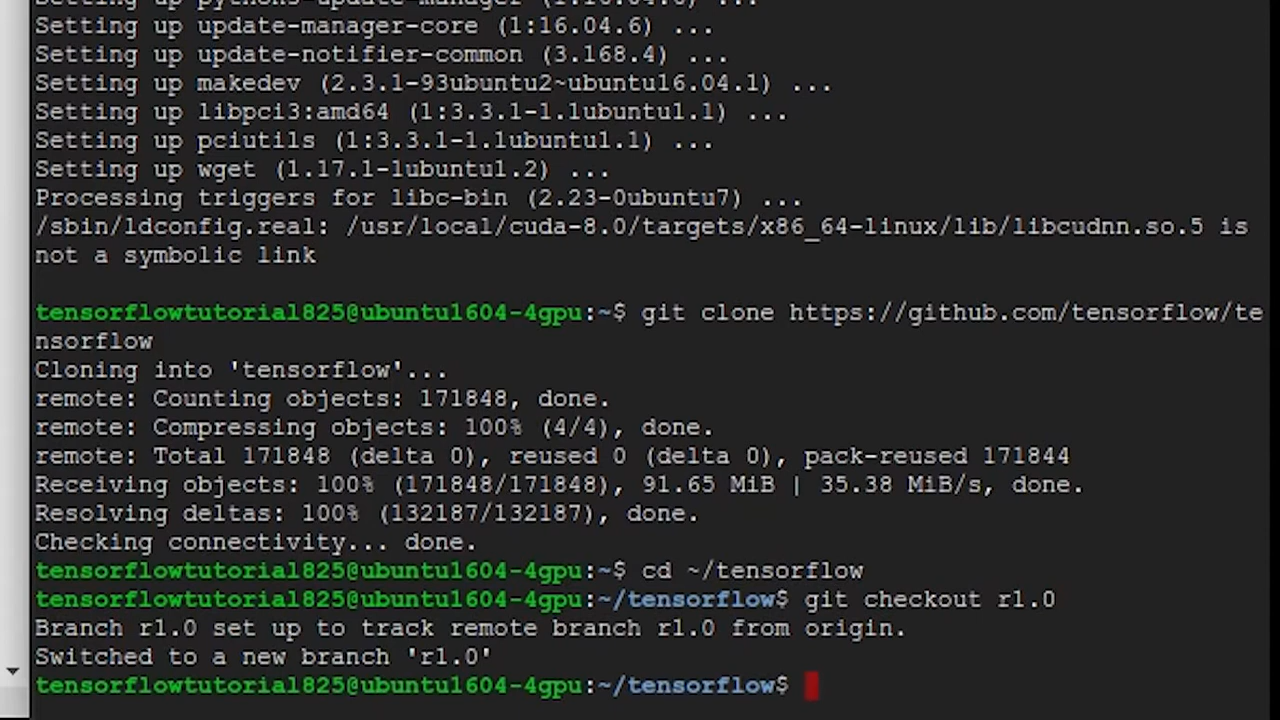 Setting up python3-update-manager (1:16.04.6) ...
Setting up update-manager-core (1:16.04.6) ...
Setting up update-notifier-common (3.168.4) ...
Setting up makedev (2.3.1-93ubuntu2~ubuntu16.04.1) ...
Setting up libpci3:amd64 (1:3.3.1-1.1ubuntu1.1) ...
Setting up pciutils (1:3.3.1-1.1ubuntu1.1) ...
Setting up wget (1.17.1-1ubuntu1.2) ...
Processing triggers for libc-bin (2.23-0ubuntu7) ...
/sbin/ldconfig.real: /usr/local/cuda-8.0/targets/x86_64-linux/lib/libcudnn.so.5 is
not a symbolic link
tensorflowtutorial825@ubuntu1604-4gpu:~$ git clone https://github.com/tensorflow/te
nsorflow
Cloning into 'tensorflow'...
remote: Counting objects: 171848, done.
remote: Compressing objects: 100% (4/4), done.
remote: Total 171848 (delta 0), reused 0 (delta 0), pack-reused 171844
Receiving objects: 100% (171848/171848), 91.65 MiB | 35.38 MiB/s, done.
Resolving deltas: 100% (132187/132187), done.
Checking connectivity... done.
tensorflowtutorial825@ubuntu1604-4gpu:~$ cd ~/tensorflow
tensorflowtutorial825@ubuntu1604-4gpu:~/tensorflow$ git checkout r1.0
Branch r1.0 set up to track remote branch r1.0 from origin.
Switched to a new branch 'r1.0'
tensorflowtutorial825@ubuntu1604-4gpu:~/tensorflow$